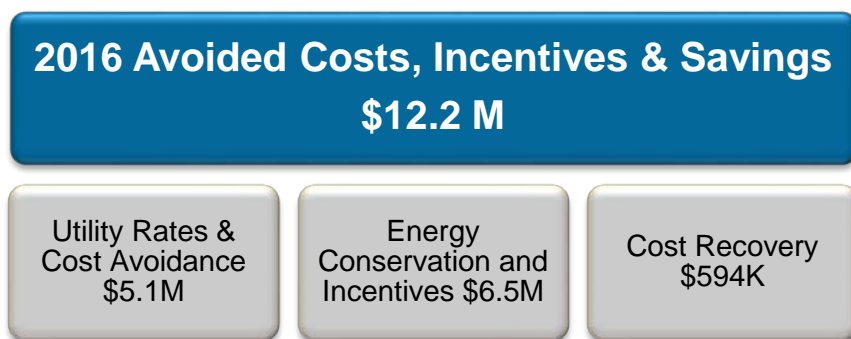 2016 Avoided Costs, Incentives & Savings
$12.2 M
Utility Rates &
Cost Avoidance
$5.1M
Energy
Conservation and
Incentives $6.5M
Cost Recovery
$594K